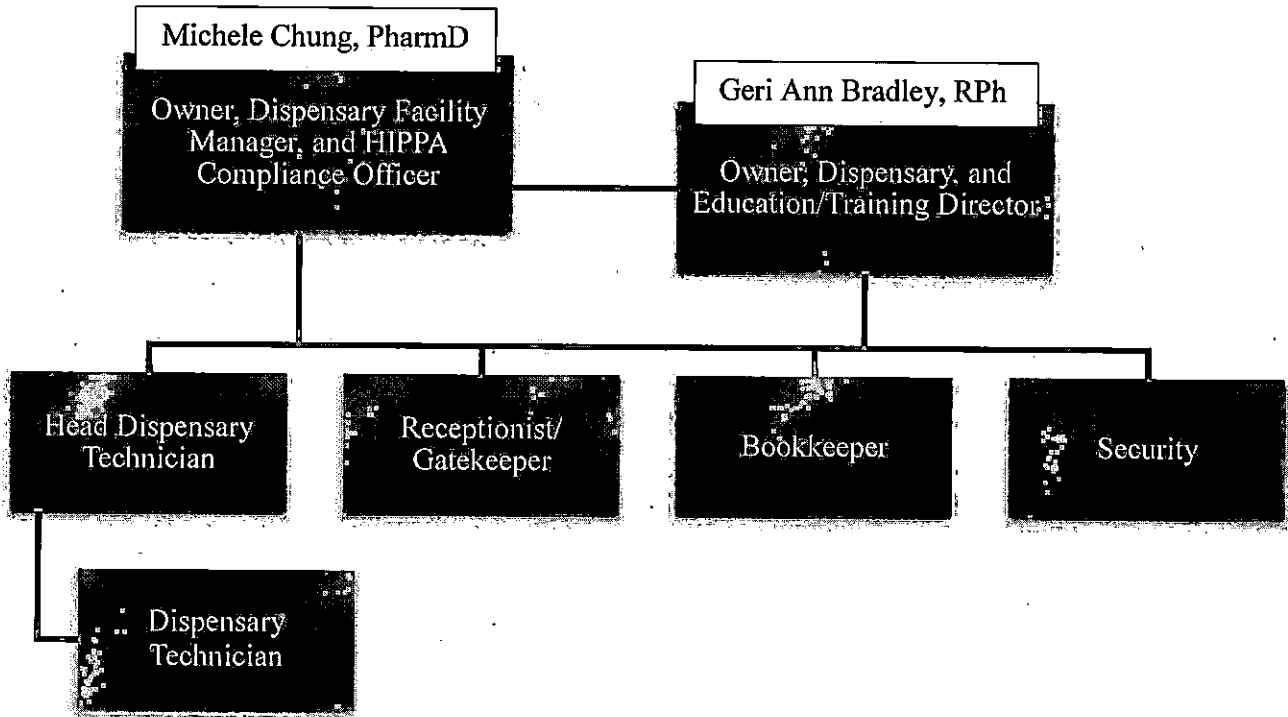 Michele Chung, PharmD
Owner, Dispensary Facility
Manager, and HIPPA
Compliance Officer
Geri Ann Bradley, RPh
Owner, Dispensary, and
Education/Training Director
Head Dispensary
Technician
Receptionist/
Gatekeeper
Bookkeeper
Security
Dispensary
Technician